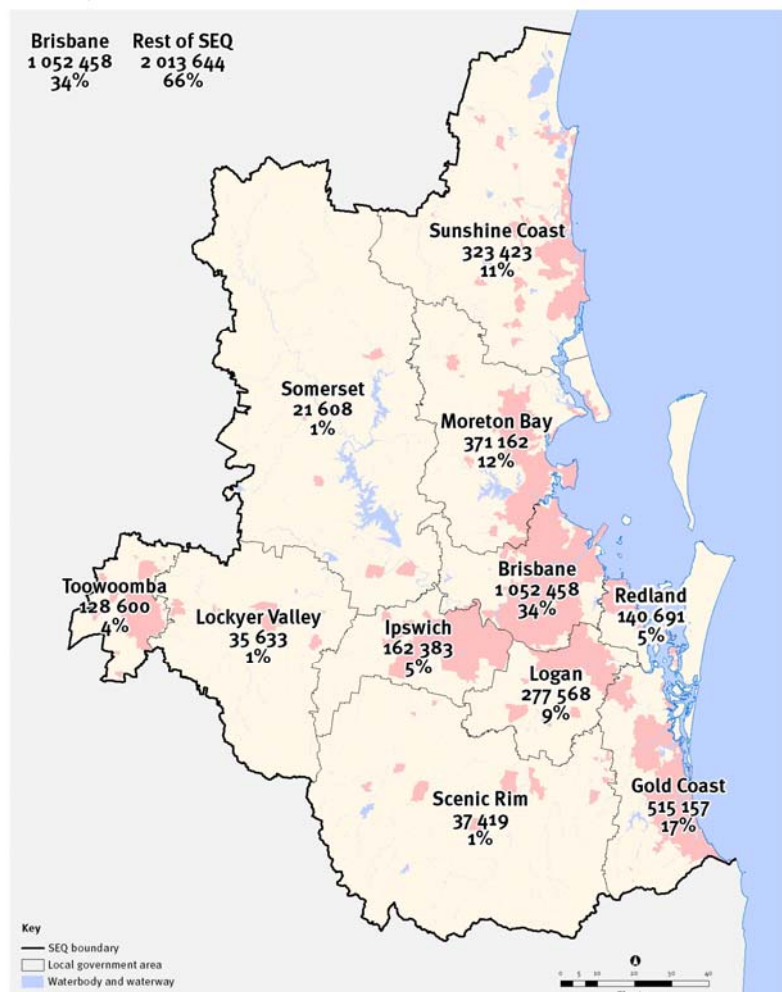 Brisbane
1 052 458
34%
Rest of SEQ
2 013 644
66%
Sunshine Coast
323 423
11%
Somerset
21 608
1%
Moreton Bay
371 162
12%
Brisbane
1 052 458
34%
Redland
140 691
5%
Toowoomba
128 600
4%
Lockyer Valley
35 633
1%
Ipswich
162 383
5%
Logan
277 568
9%
Scenic Rim
37 419
1%
Gold Coast
515 157
17%
Key
SEQ boundary
Local government area
Waterbody and waterway
0 5 10 20 30 40